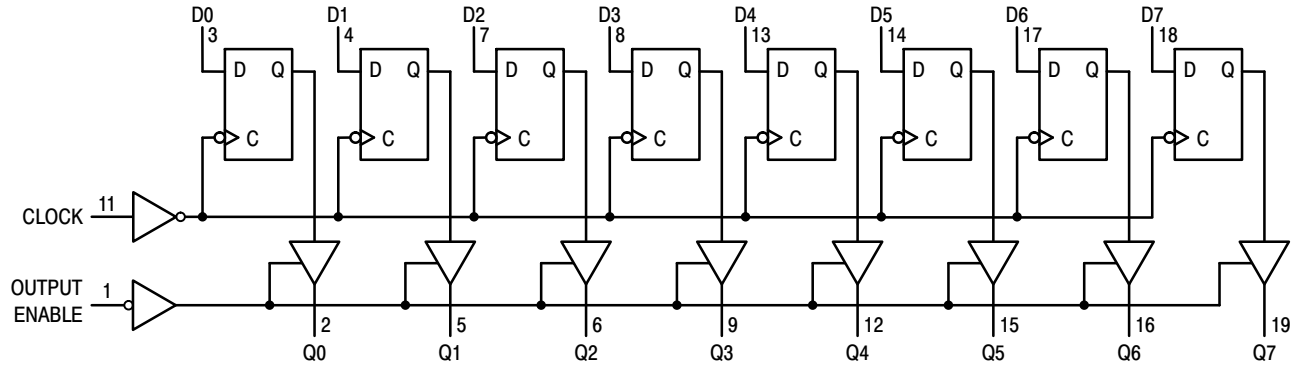 D0 D1 D2 D3 D4 D5 D6 D7
3 4 7 8 13 14 17 18
D Q D Q D Q D Q D Q D Q D Q D Q
C C C C C C C C
CLOCK 11
OUTPUT
ENABLE 1
2 5 6 9 12 15 16 19
Q0 Q1 Q2 Q3 Q4 Q5 Q6 Q7